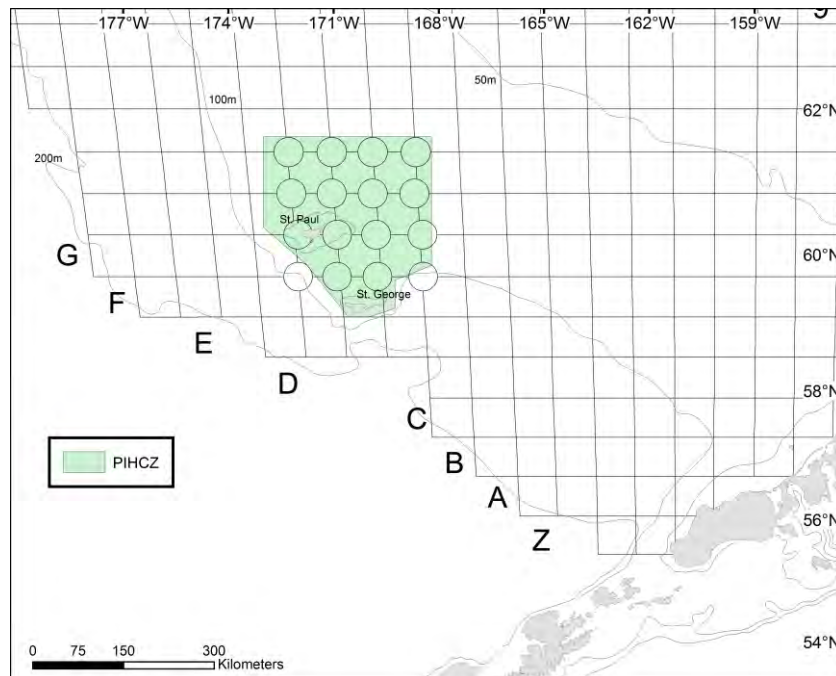 177°W 174°W 171°W 168°W 165°W 162°W 159°W
50m
100m
62°N
200m
St. Paul
G
60°N
F
St. George
E
D
58°N
C
PIHCZ
B
A
56°N
Z
54°N
0 75 150 300
Kilometers